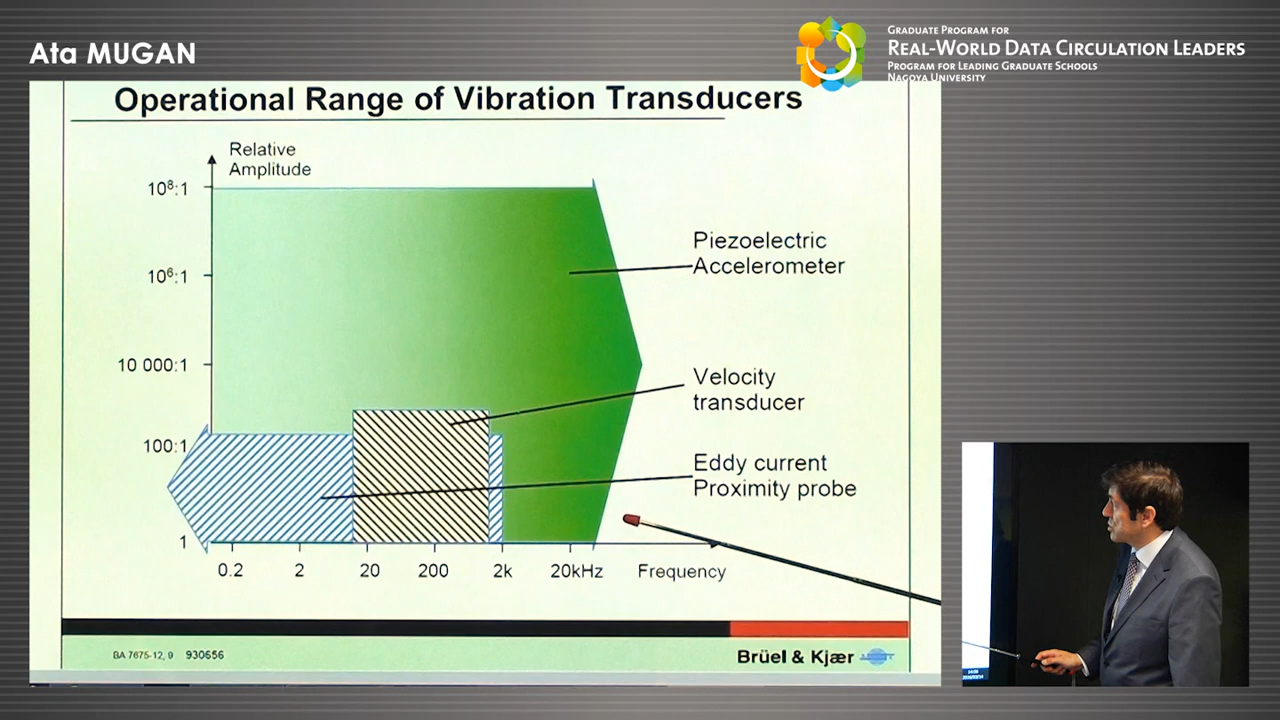 Ata MUGAN
GRADUATE PROGRAM FOR
REAL-WORLD DATA CIRCULATION LEADERS
PROGRAM FOR LEADING GRADUATE SCHOOLS
NAGOYA UNIVERSITY
Operational Range of Vibration Transducers
Relative
Amplitude
10⁸:1
10⁶:1
10 000:1
100:1
1
0.2 2 20 200 2k 20kHz Frequency
Piezoelectric
Accelerometer
Velocity
transducer
Eddy current
Proximity probe
BA 7675-12, 9 930656
Brüel & Kjær